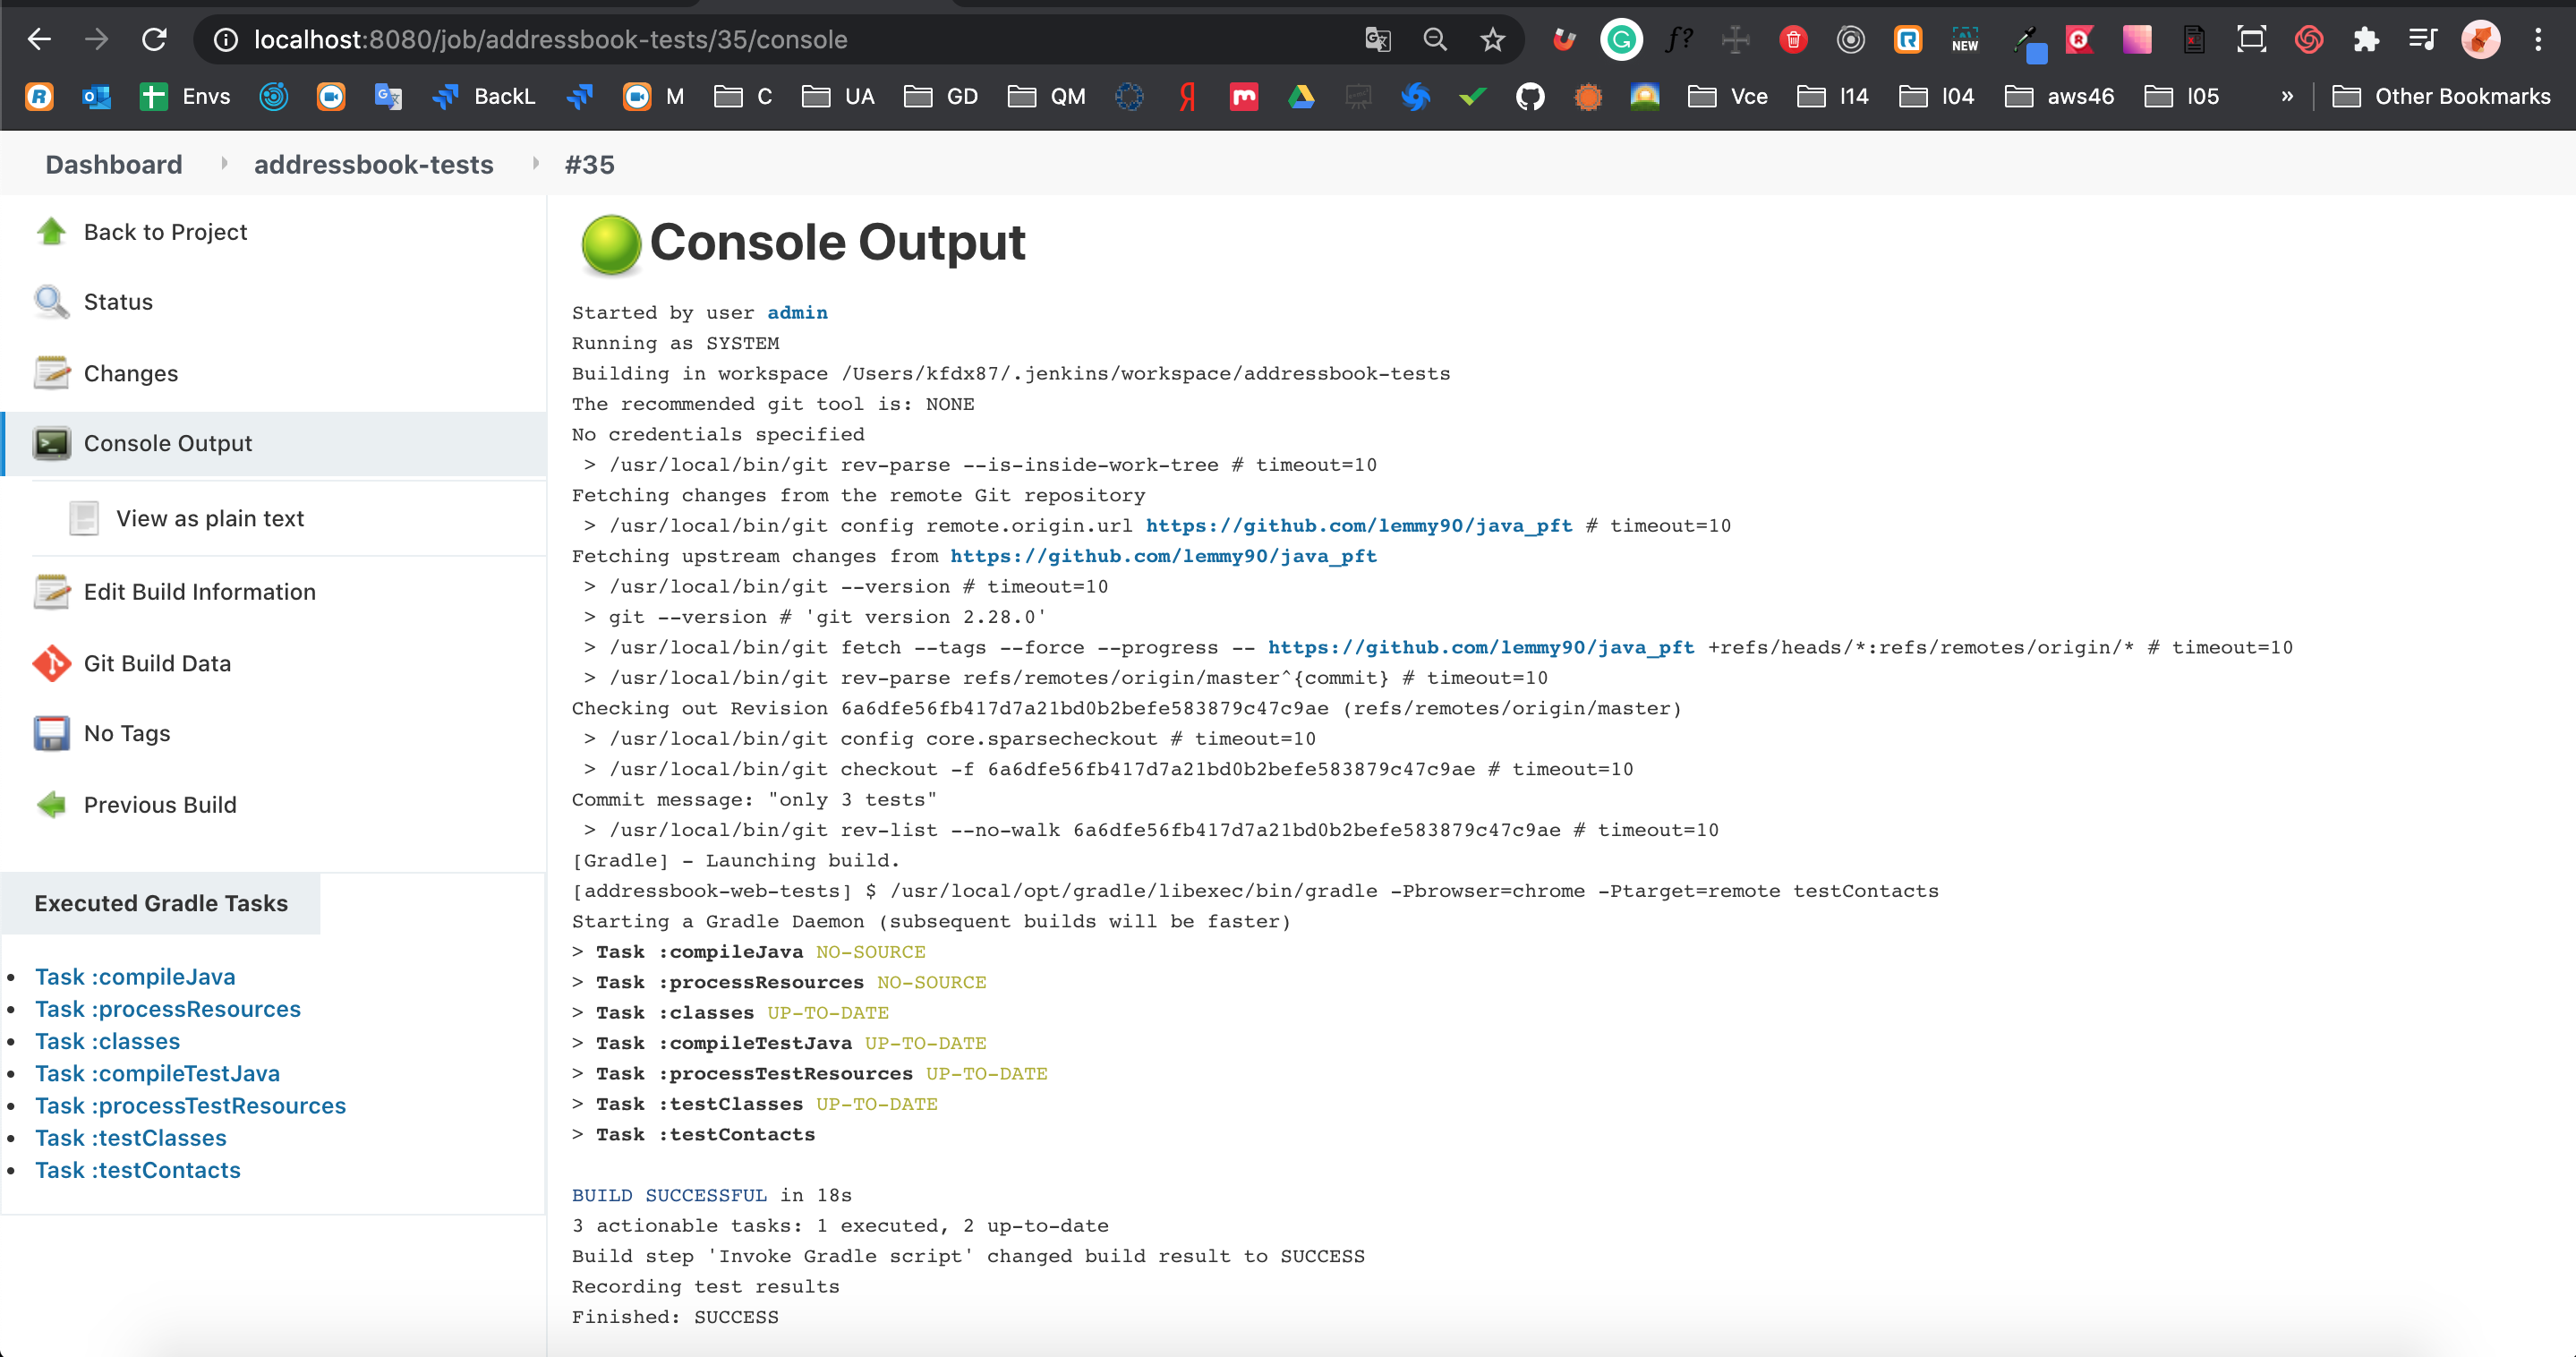 localhost:8080/job/addressbook-tests/35/console
f?
NEW
Envs
BackL
M
C
UA
GD
QM
Я
Vce
I14
I04
aws46
I05
»
Other Bookmarks
Dashboard
addressbook-tests
#35
Back to Project
Status
Changes
Console Output
View as plain text
Edit Build Information
Git Build Data
No Tags
Previous Build
Executed Gradle Tasks
Task :compileJava
Task :processResources
Task :classes
Task :compileTestJava
Task :processTestResources
Task :testClasses
Task :testContacts
Console Output
Started by user admin
Running as SYSTEM
Building in workspace /Users/kfdx87/.jenkins/workspace/addressbook-tests
The recommended git tool is: NONE
No credentials specified
> /usr/local/bin/git rev-parse --is-inside-work-tree # timeout=10
Fetching changes from the remote Git repository
> /usr/local/bin/git config remote.origin.url https://github.com/lemmy90/java_pft # timeout=10
Fetching upstream changes from https://github.com/lemmy90/java_pft
> /usr/local/bin/git --version # timeout=10
> git --version # 'git version 2.28.0'
> /usr/local/bin/git fetch --tags --force --progress -- https://github.com/lemmy90/java_pft +refs/heads/*:refs/remotes/origin/* # timeout=10
> /usr/local/bin/git rev-parse refs/remotes/origin/master^{commit} # timeout=10
Checking out Revision 6a6dfe56fb417d7a21bd0b2befe583879c47c9ae (refs/remotes/origin/master)
> /usr/local/bin/git config core.sparsecheckout # timeout=10
> /usr/local/bin/git checkout -f 6a6dfe56fb417d7a21bd0b2befe583879c47c9ae # timeout=10
Commit message: "only 3 tests"
> /usr/local/bin/git rev-list --no-walk 6a6dfe56fb417d7a21bd0b2befe583879c47c9ae # timeout=10
[Gradle] - Launching build.
[addressbook-web-tests] $ /usr/local/opt/gradle/libexec/bin/gradle -Pbrowser=chrome -Ptarget=remote testContacts
Starting a Gradle Daemon (subsequent builds will be faster)
> Task :compileJava NO-SOURCE
> Task :processResources NO-SOURCE
> Task :classes UP-TO-DATE
> Task :compileTestJava UP-TO-DATE
> Task :processTestResources UP-TO-DATE
> Task :testClasses UP-TO-DATE
> Task :testContacts
BUILD SUCCESSFUL in 18s
3 actionable tasks: 1 executed, 2 up-to-date
Build step 'Invoke Gradle script' changed build result to SUCCESS
Recording test results
Finished: SUCCESS